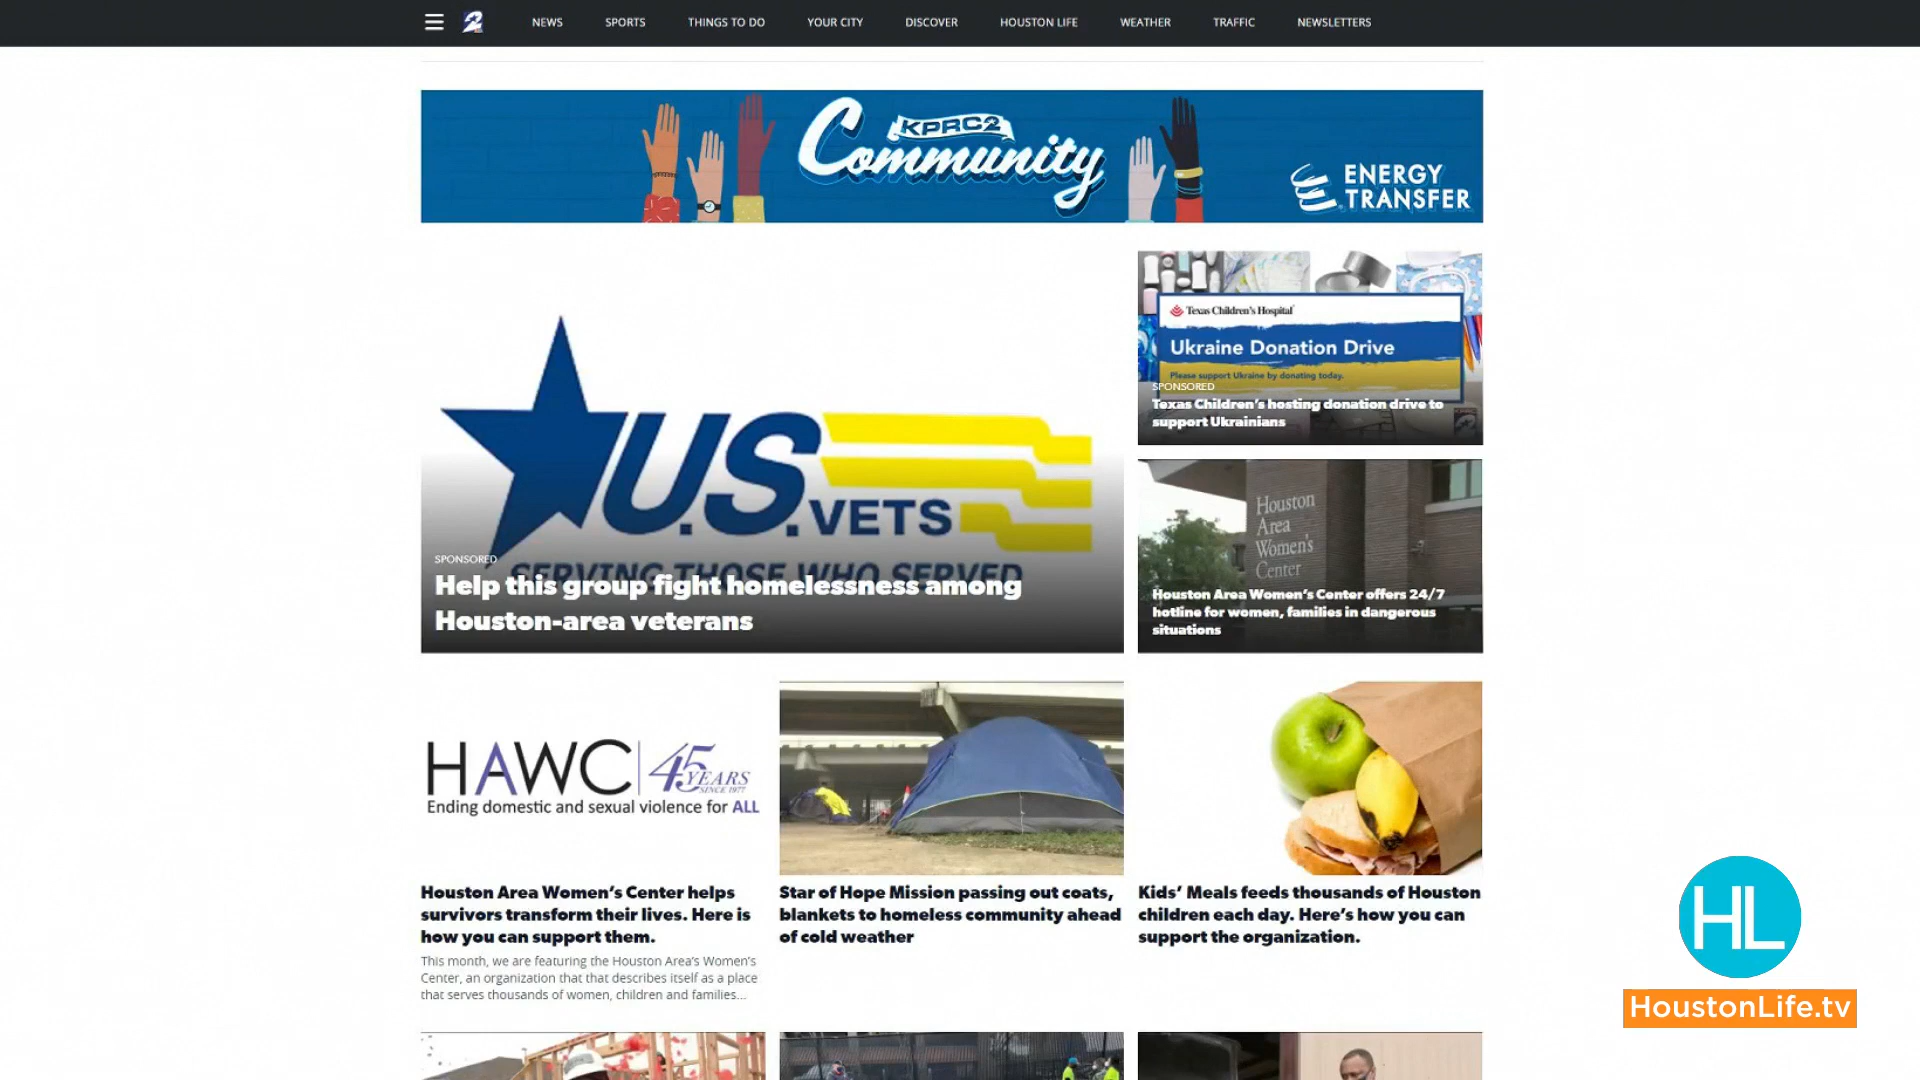 2
NEWS
SPORTS
THINGS TO DO
YOUR CITY
DISCOVER
HOUSTON LIFE
WEATHER
TRAFFIC
NEWSLETTERS
KPRC2
Community
ENERGY
TRANSFER
U.S.VETS
SERVING THOSE WHO SERVED
SPONSORED
Help this group fight homelessness among
Houston-area veterans
Texas Children's Hospital
Ukraine Donation Drive
Please support Ukraine by donating today.
SPONSORED
Texas Children's hosting donation drive to
support Ukrainians
Houston
Area
Women's
Center
Houston Area Women's Center offers 24/7
hotline for women, families in dangerous
situations
HAWC 45 YEARS
SINCE 1977
Ending domestic and sexual violence for ALL
Houston Area Women's Center helps
survivors transform their lives. Here is
how you can support them.
This month, we are featuring the Houston Area's Women's
Center, an organization that that describes itself as a place
that serves thousands of women, children and families...
Star of Hope Mission passing out coats,
blankets to homeless community ahead
of cold weather
Kids' Meals feeds thousands of Houston
children each day. Here's how you can
support the organization.
HL
HoustonLife.tv